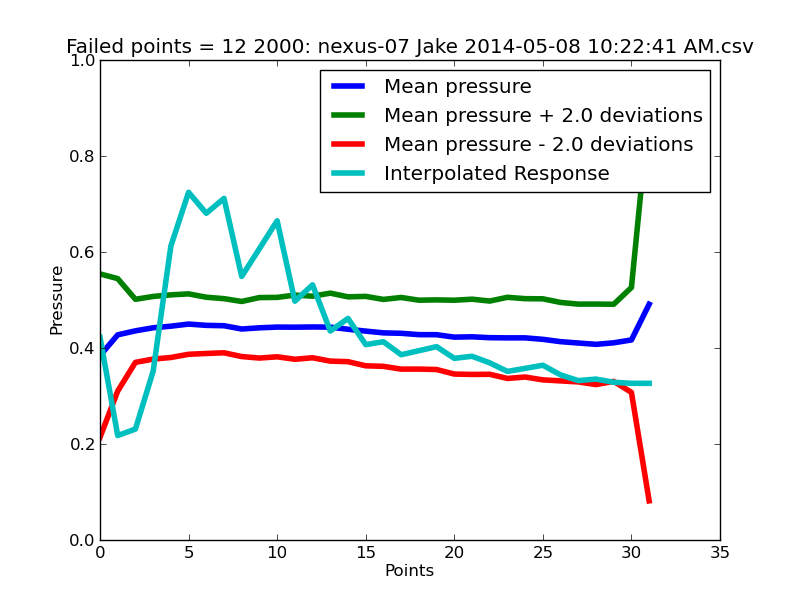 Failed points = 12 2000: nexus-07 Jake 2014-05-08 10:22:41 AM.csv
1.0
Mean pressure
Mean pressure + 2.0 deviations
Mean pressure - 2.0 deviations
Interpolated Response
0.8
0.6
Pressure
0.4
0.2
0.0
0 5 10 15 20 25 30 35
Points